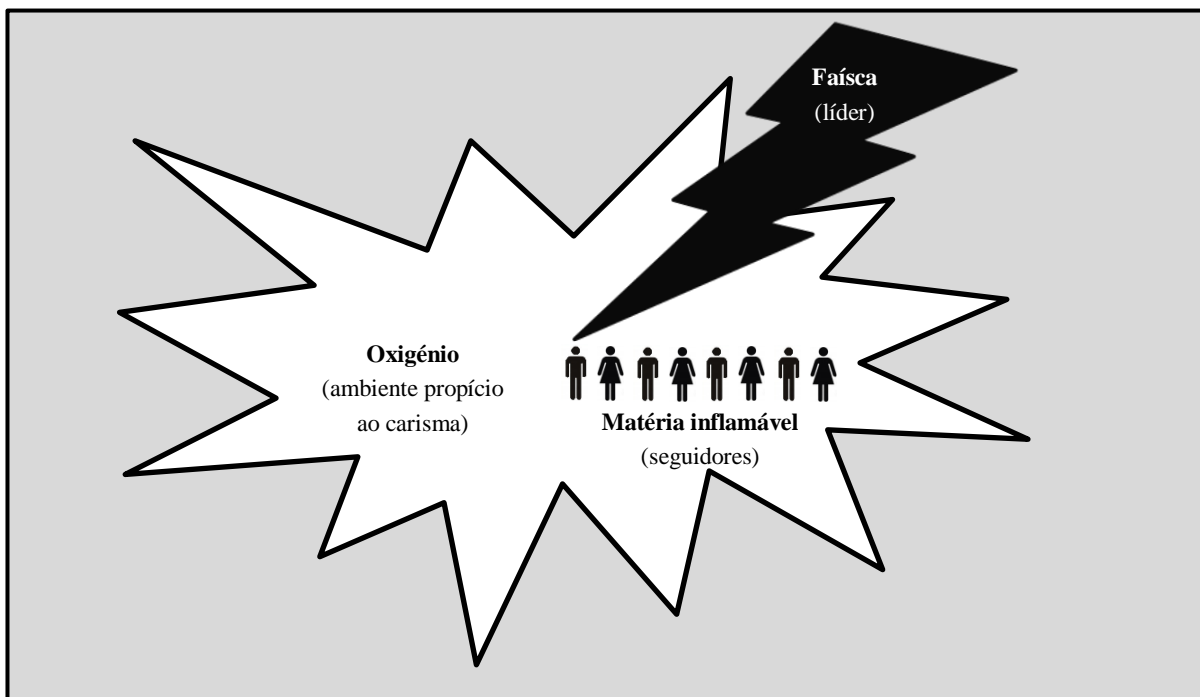 Faísca
(líder)
Oxigénio
(ambiente propício
ao carisma)
Matéria inflamável
(seguidores)